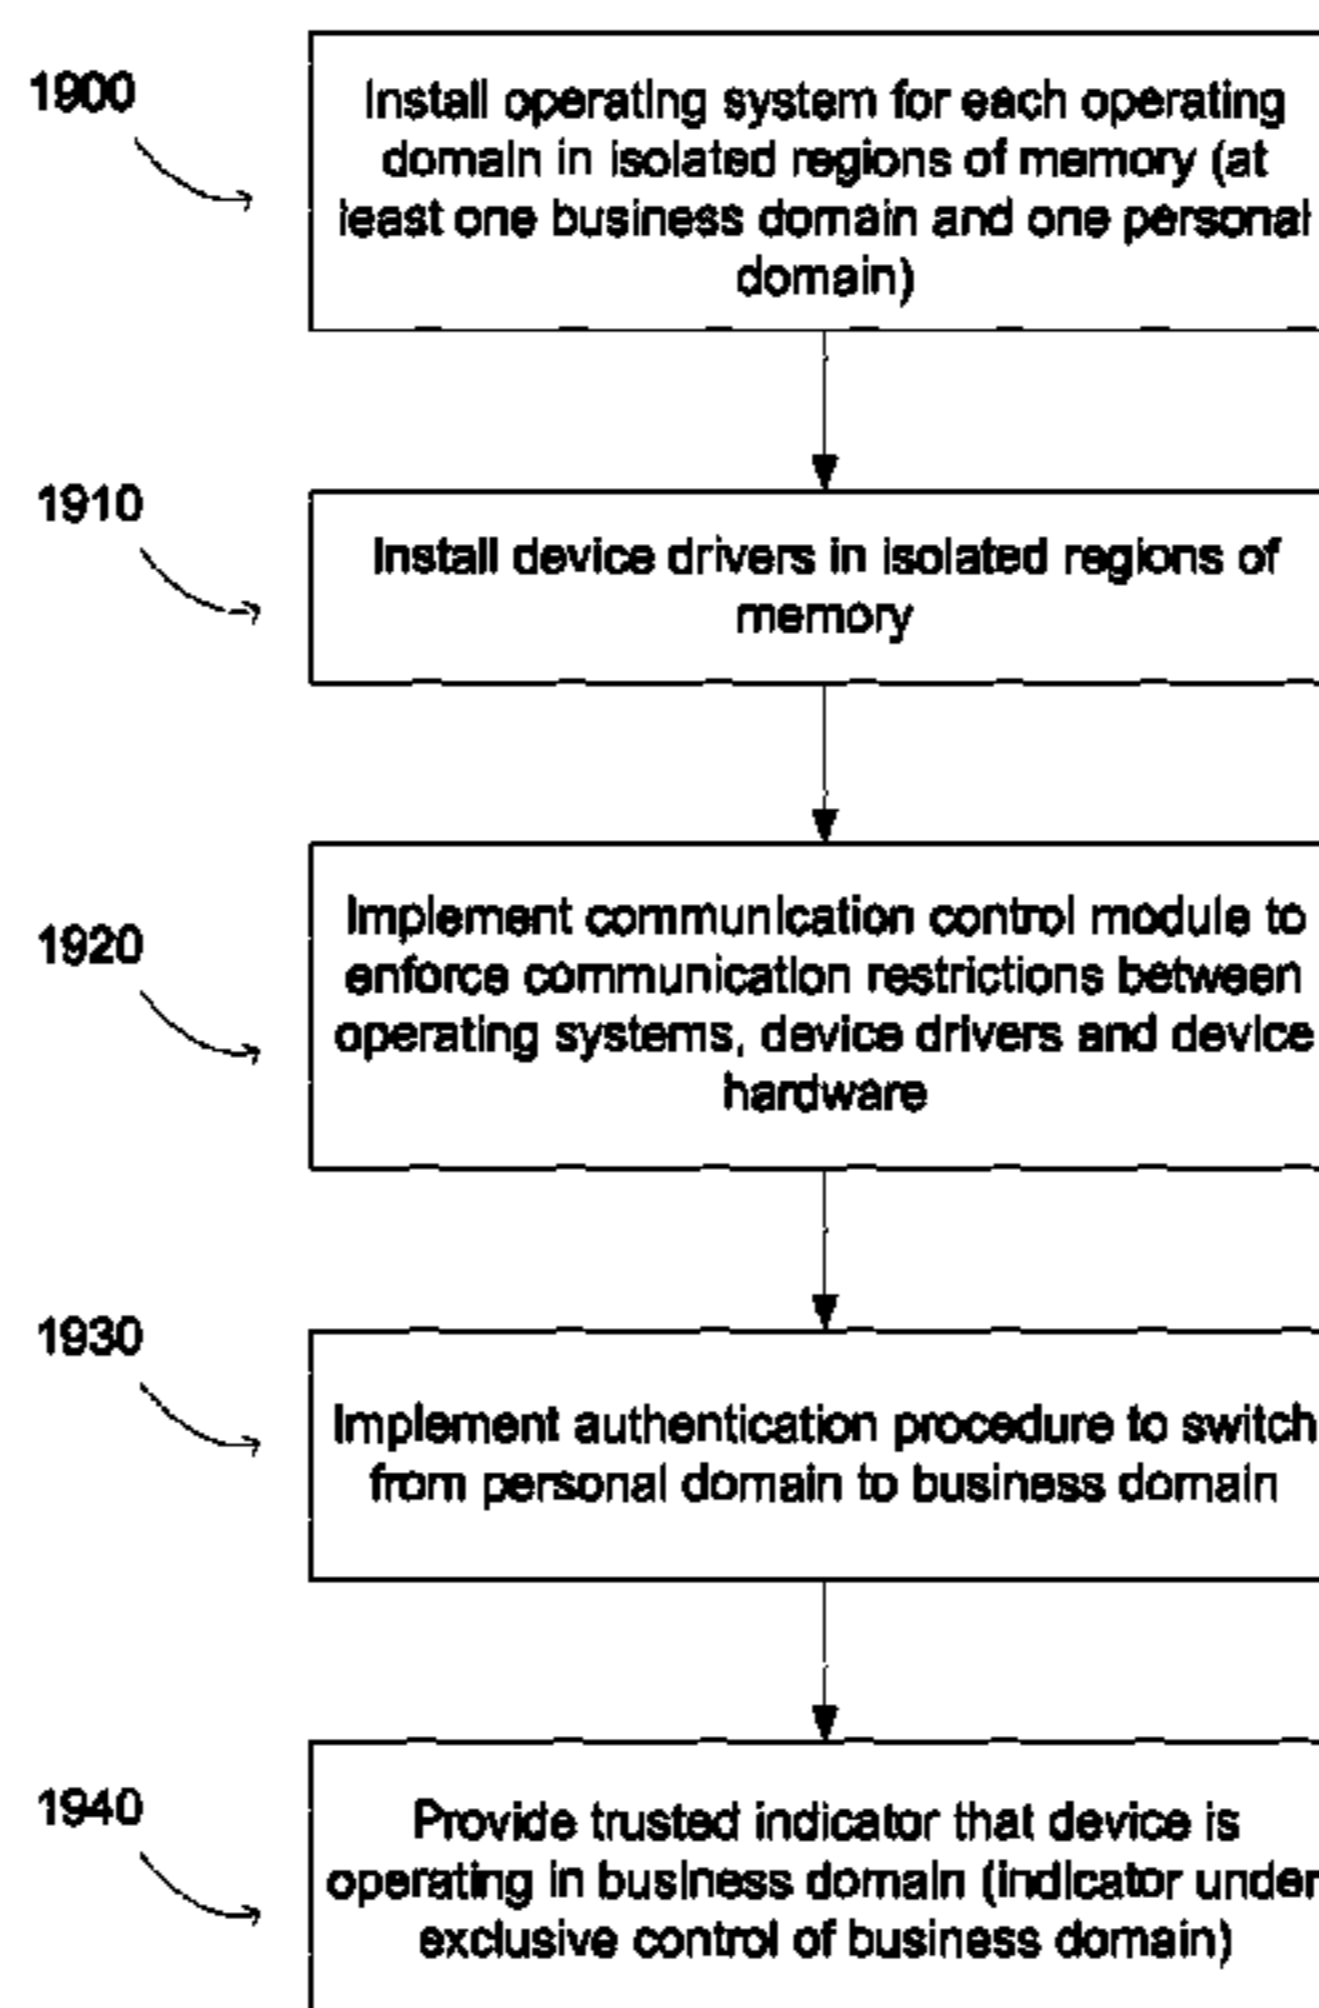 1900
Install operating system for each operating
domain in isolated regions of memory (at
least one business domain and one personal
domain)
1910
Install device drivers in isolated regions of
memory
1920
Implement communication control module to
enforce communication restrictions between
operating systems, device drivers and device
hardware
1930
Implement authentication procedure to switch
from personal domain to business domain
1940
Provide trusted indicator that device is
operating in business domain (indicator under
exclusive control of business domain)